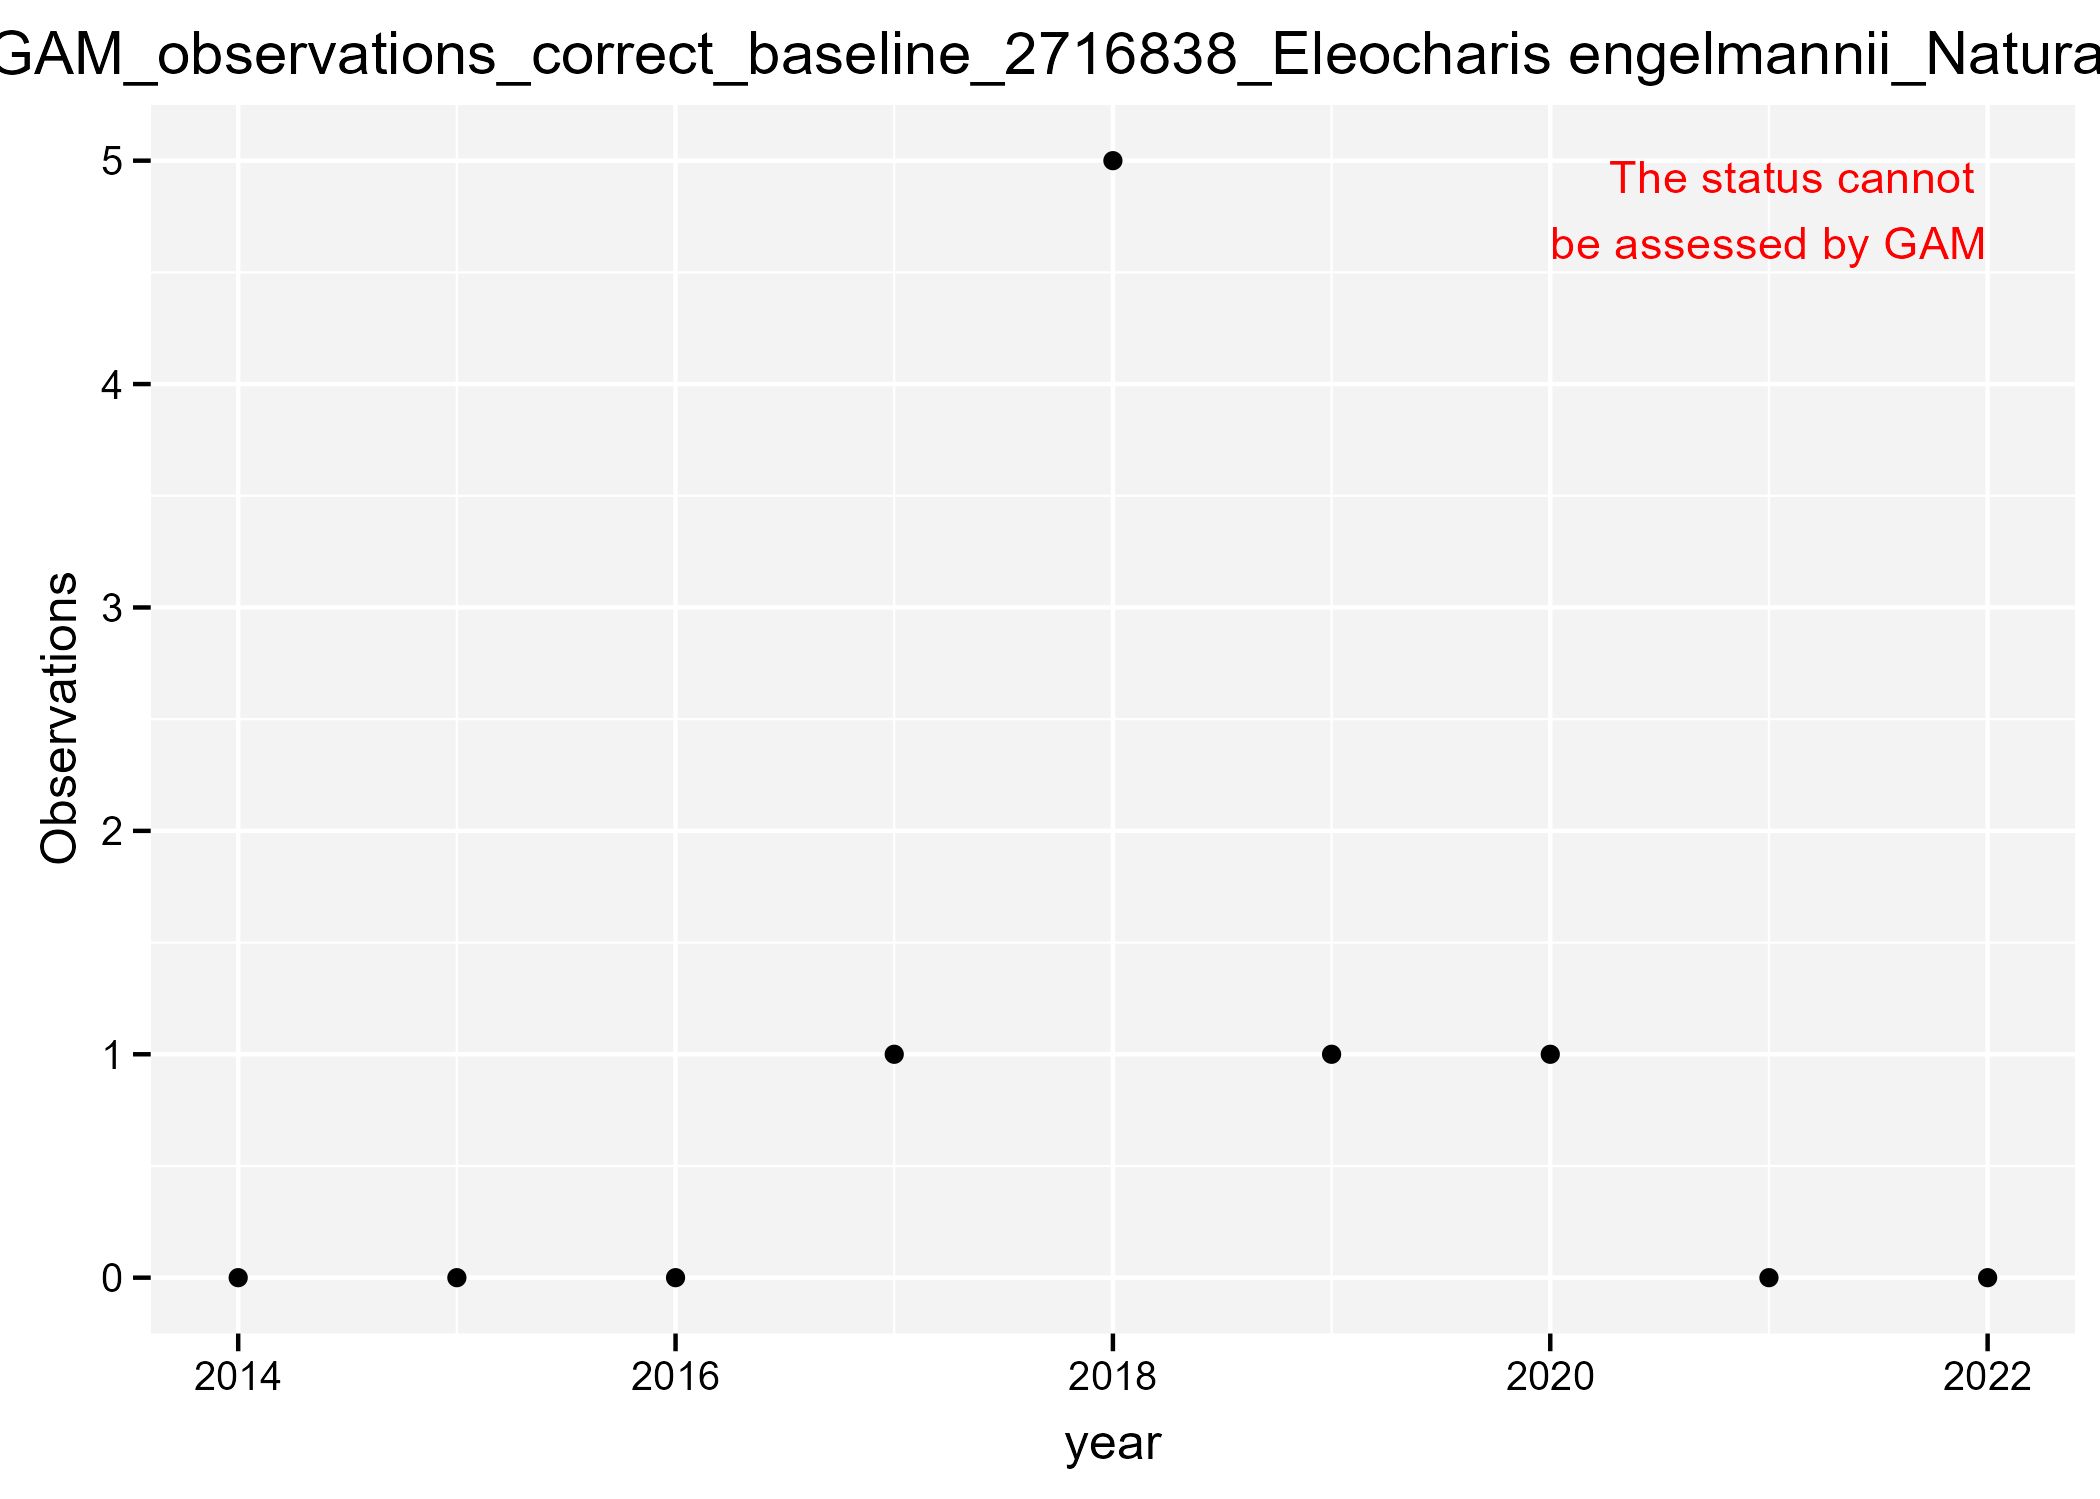 GAM_observations_correct_baseline_2716838_Eleocharis engelmannii_Natura
The status cannot
be assessed by GAM
5
4
3
2
1
0
Observations
2014 2016 2018 2020 2022
year